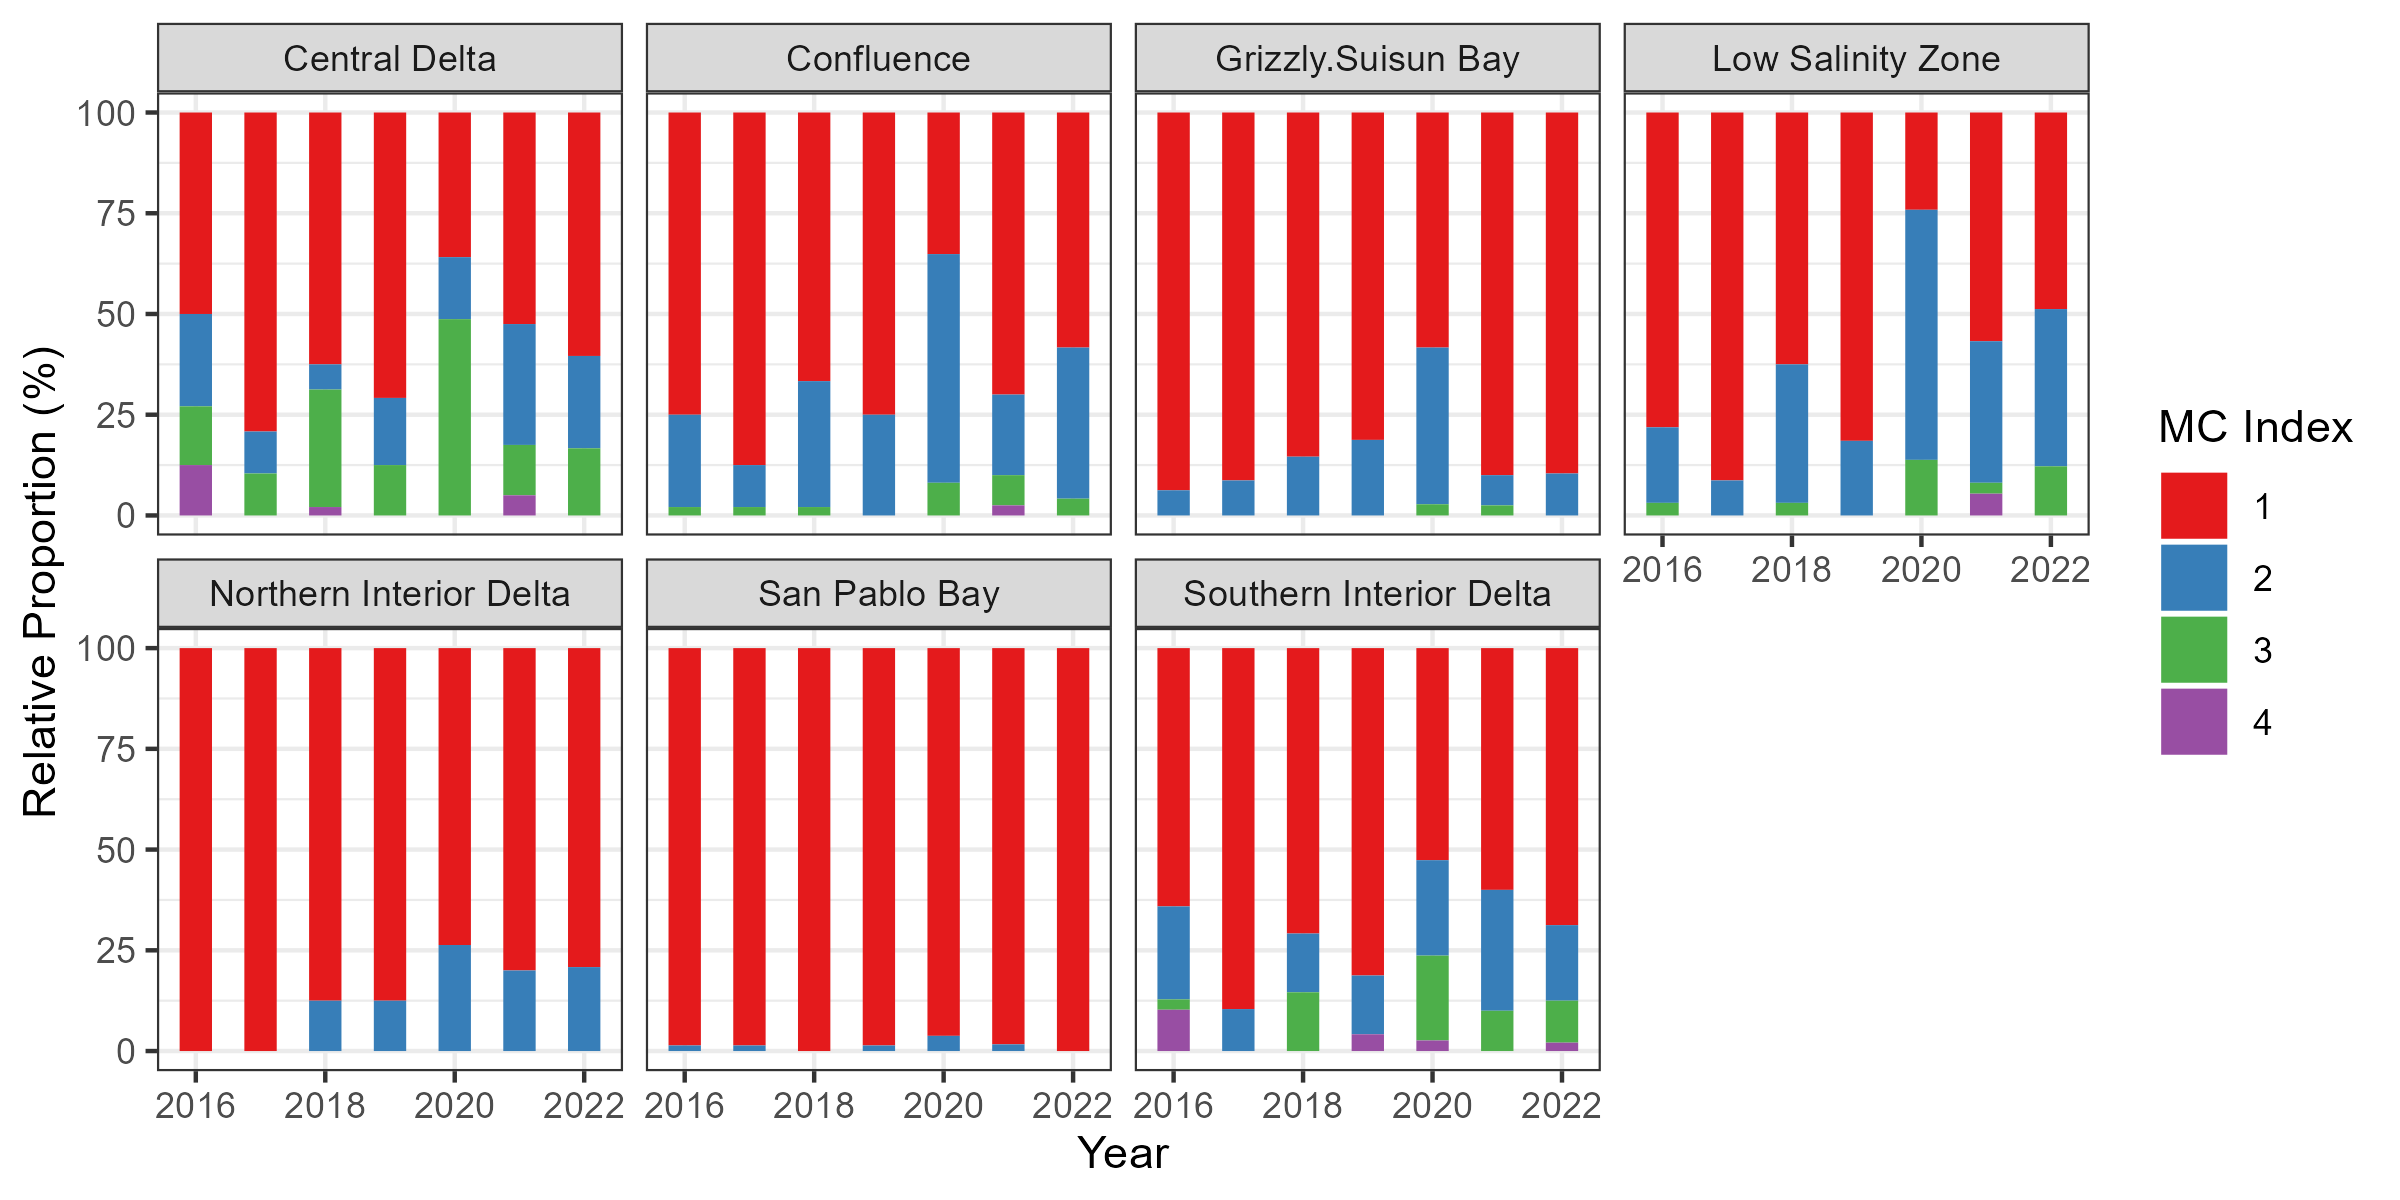 Central Delta
Confluence
Grizzly.Suisun Bay
Low Salinity Zone
100
75
50
25
0
2016 2018 2020 2022
Northern Interior Delta
San Pablo Bay
Southern Interior Delta
100
75
50
25
0
2016 2018 2020 2022
2016 2018 2020 2022
2016 2018 2020 2022
Relative Proportion (%)
Year
MC Index
1
2
3
4